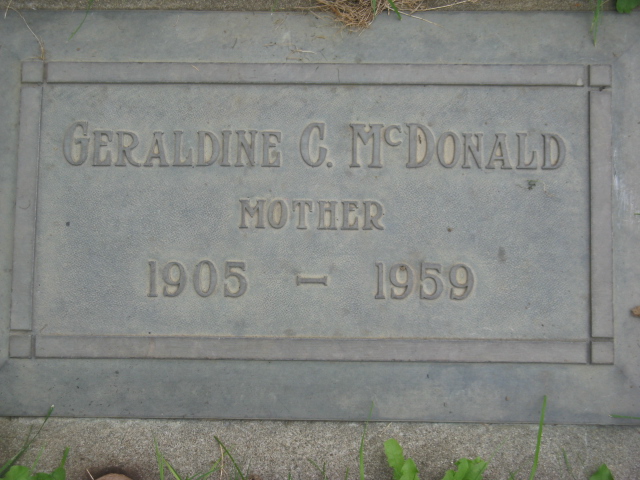 GERALDINE C. McDONALD
MOTHER
1905 – 1959